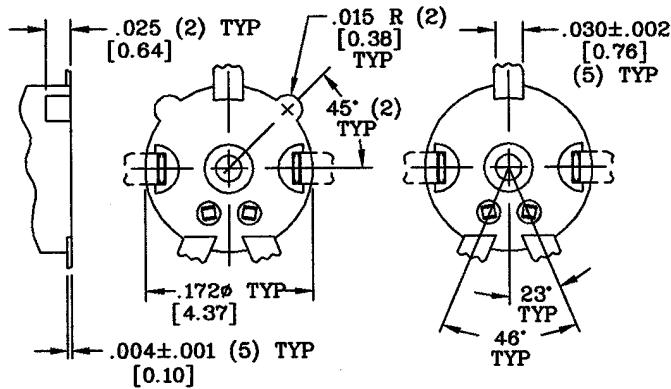 .025 (2) TYP
[0.64]
.015 R (2)
[0.38]
TYP
.030±.002
[0.76]
(5) TYP
45° (2)
TYP
.172ø TYP
[4.37]
23°
TYP
46°
TYP
.004±.001 (5) TYP
[0.10]